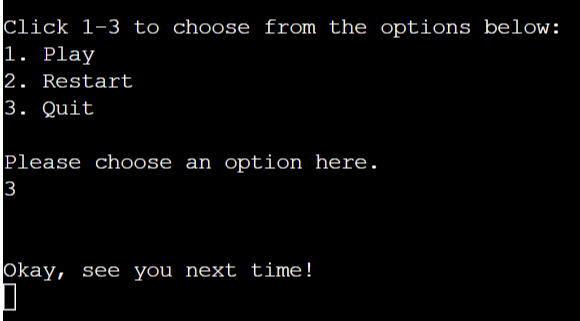 Click 1-3 to choose from the options below:
1. Play
2. Restart
3. Quit
Please choose an option here.
3
Okay, see you next time!